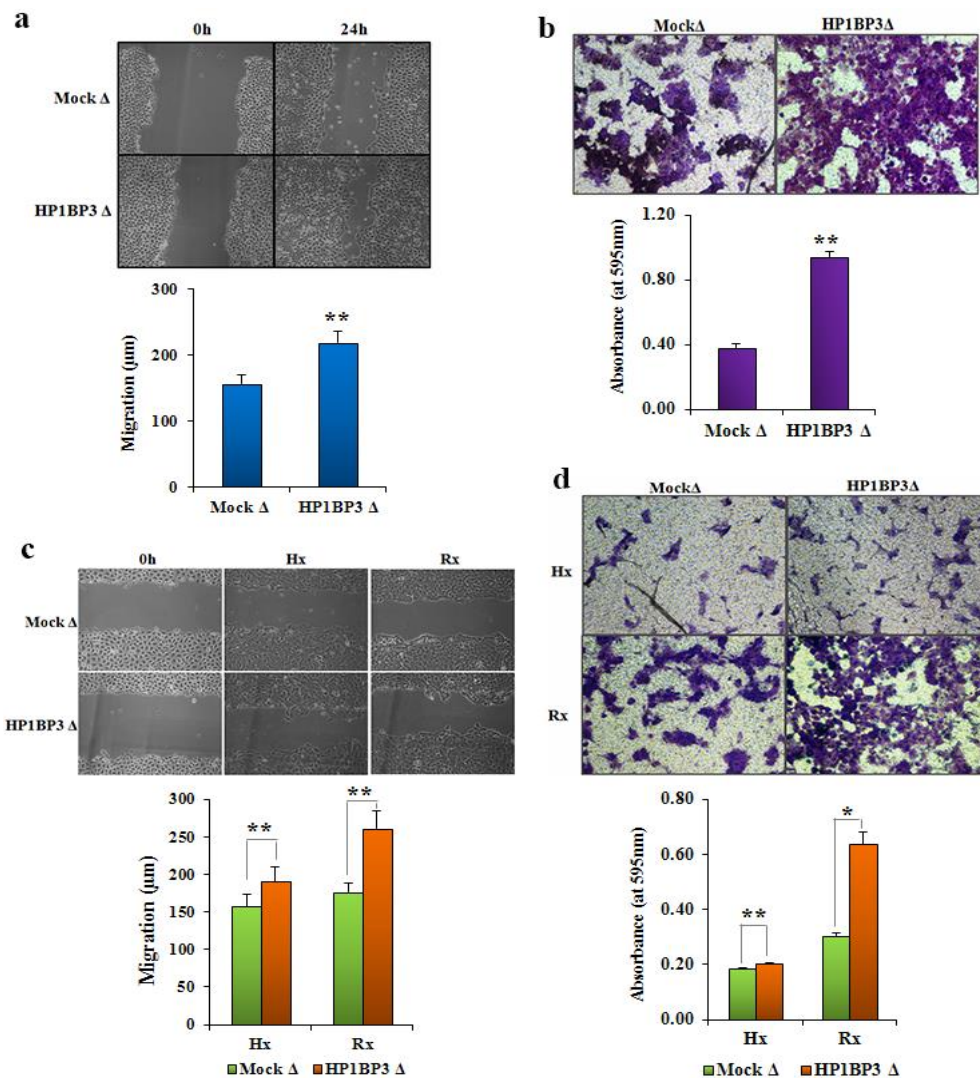 a
0h 24h
Mock Δ
HP1BP3 Δ
300
200
100
0
Migration (µm)
**
Mock Δ HP1BP3 Δ
b
MockΔ HP1BP3Δ
1.20
0.80
0.40
0.00
Absorbance (at 595nm)
**
Mock Δ HP1BP3 Δ
c
0h Hx Rx
Mock Δ
HP1BP3 Δ
300
250
200
150
100
50
0
Migration (µm)
** **
Hx Rx
Mock Δ HP1BP3 Δ
d
MockΔ HP1BP3Δ
Hx
Rx
0.80
0.60
0.40
0.20
0.00
Absorbance (at 595nm)
** *
Hx Rx
Mock Δ HP1BP3 Δ